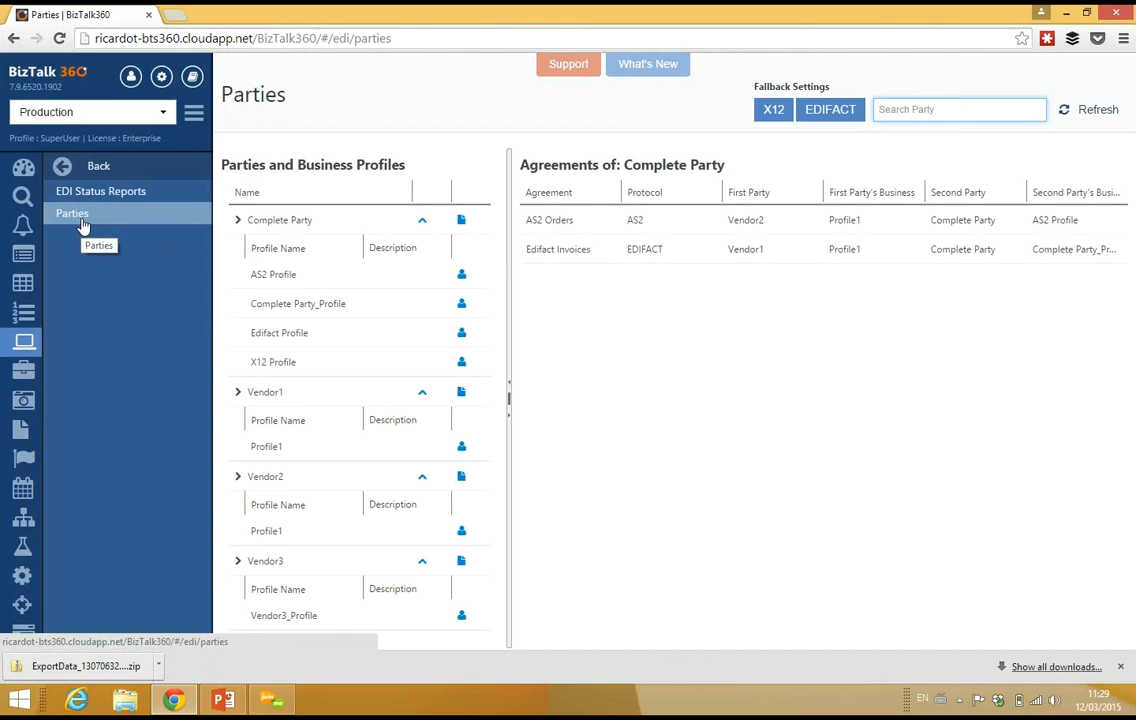 Parties | BizTalk360
ricardot-bts360.cloudapp.net/BizTalk360/#/edi/parties
BizTalk 360
7.9.6520.1902
Production
Profile : SuperUser | License : Enterprise
Back
EDI Status Reports
Parties
Parties
Support
What's New
Parties
Fallback Settings
X12
EDIFACT
Search Party
Refresh
Parties and Business Profiles
Name
Complete Party
Profile Name Description
AS2 Profile
Complete Party_Profile
Edifact Profile
X12 Profile
Vendor1
Profile Name Description
Profile1
Vendor2
Profile Name Description
Profile1
Vendor3
Profile Name Description
Vendor3_Profile
Agreements of: Complete Party
Agreement Protocol First Party First Party's Business Second Party Second Party's Busi...
AS2 Orders AS2 Vendor2 Profile1 Complete Party AS2 Profile
Edifact Invoices EDIFACT Vendor1 Profile1 Complete Party Complete Party_Pr...
ricardot-bts360.cloudapp.net/BizTalk360/#/edi/parties
ExportData_13070632....zip
Show all downloads...
EN
11:29
12/03/2015